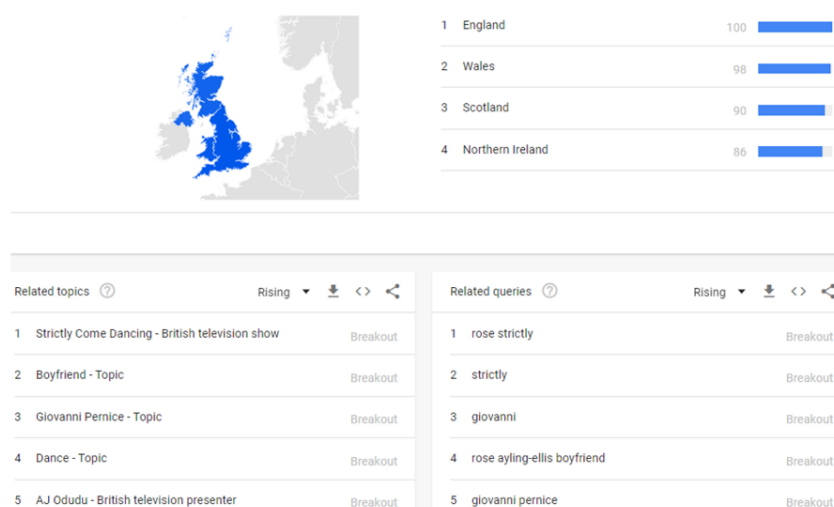 1 England 100
2 Wales 98
3 Scotland 90
4 Northern Ireland 86
Related topics ? Rising
1 Strictly Come Dancing - British television show Breakout
2 Boyfriend - Topic Breakout
3 Giovanni Pernice - Topic Breakout
4 Dance - Topic Breakout
5 AJ Odudu - British television presenter Breakout
Related queries ? Rising
1 rose strictly Breakout
2 strictly Breakout
3 giovanni Breakout
4 rose ayling-ellis boyfriend Breakout
5 giovanni pernice Breakout